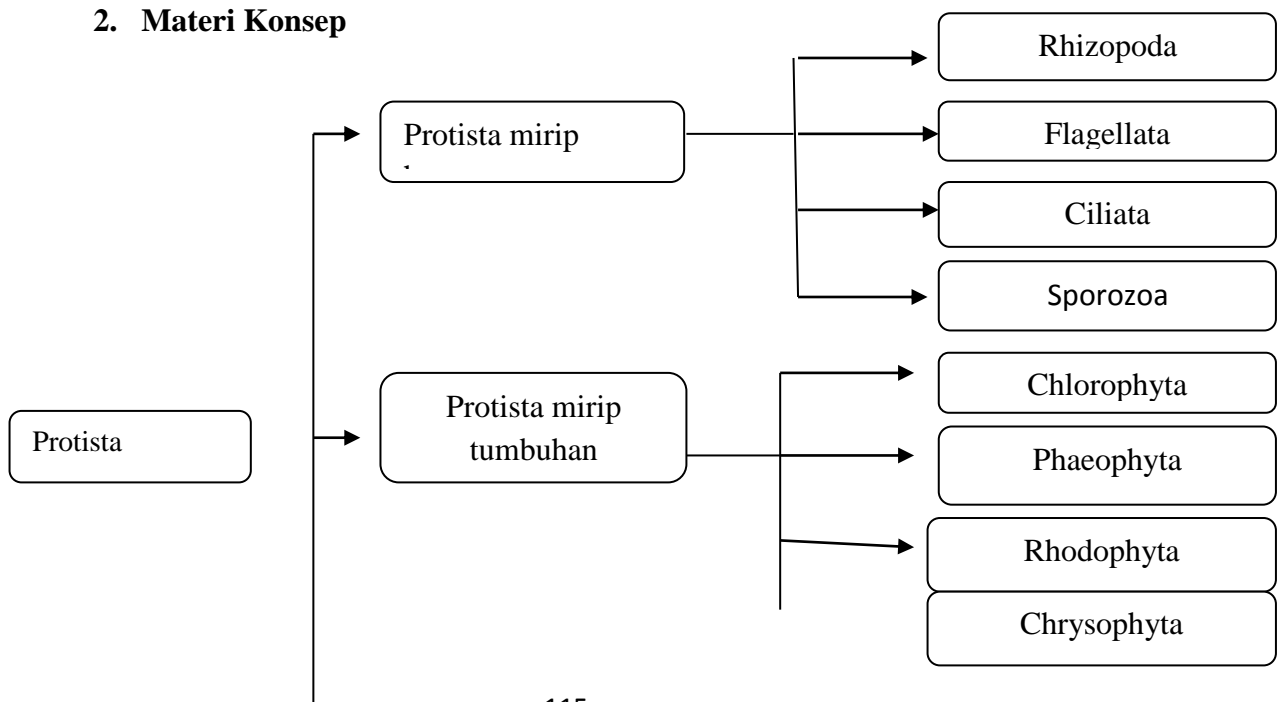 2. Materi Konsep
Rhizopoda
Protista mirip
Flagellata
Ciliata
Sporozoa
Protista mirip
tumbuhan
Chlorophyta
Protista
Phaeophyta
Rhodophyta
Chrysophyta